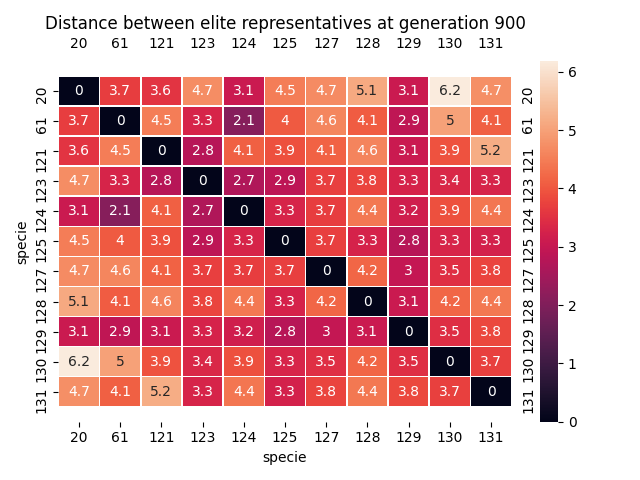 Distance between elite representatives at generation 900
20 61 121 123 124 125 127 128 129 130 131
20 0 3.7 3.6 4.7 3.1 4.5 4.7 5.1 3.1 6.2 4.7 20
61 3.7 0 4.5 3.3 2.1 4 4.6 4.1 2.9 5 4.1 61
121 3.6 4.5 0 2.8 4.1 3.9 4.1 4.6 3.1 3.9 5.2 121
123 4.7 3.3 2.8 0 2.7 2.9 3.7 3.8 3.3 3.4 3.3 123
124 3.1 2.1 4.1 2.7 0 3.3 3.7 4.4 3.2 3.9 4.4 124
125 4.5 4 3.9 2.9 3.3 0 3.7 3.3 2.8 3.3 3.3 125
127 4.7 4.6 4.1 3.7 3.7 3.7 0 4.2 3 3.5 3.8 127
128 5.1 4.1 4.6 3.8 4.4 3.3 4.2 0 3.1 4.2 4.4 128
129 3.1 2.9 3.1 3.3 3.2 2.8 3 3.1 0 3.5 3.8 129
130 6.2 5 3.9 3.4 3.9 3.3 3.5 4.2 3.5 0 3.7 130
131 4.7 4.1 5.2 3.3 4.4 3.3 3.8 4.4 3.8 3.7 0 131
20 61 121 123 124 125 127 128 129 130 131
specie
specie
6
5
4
3
2
1
0